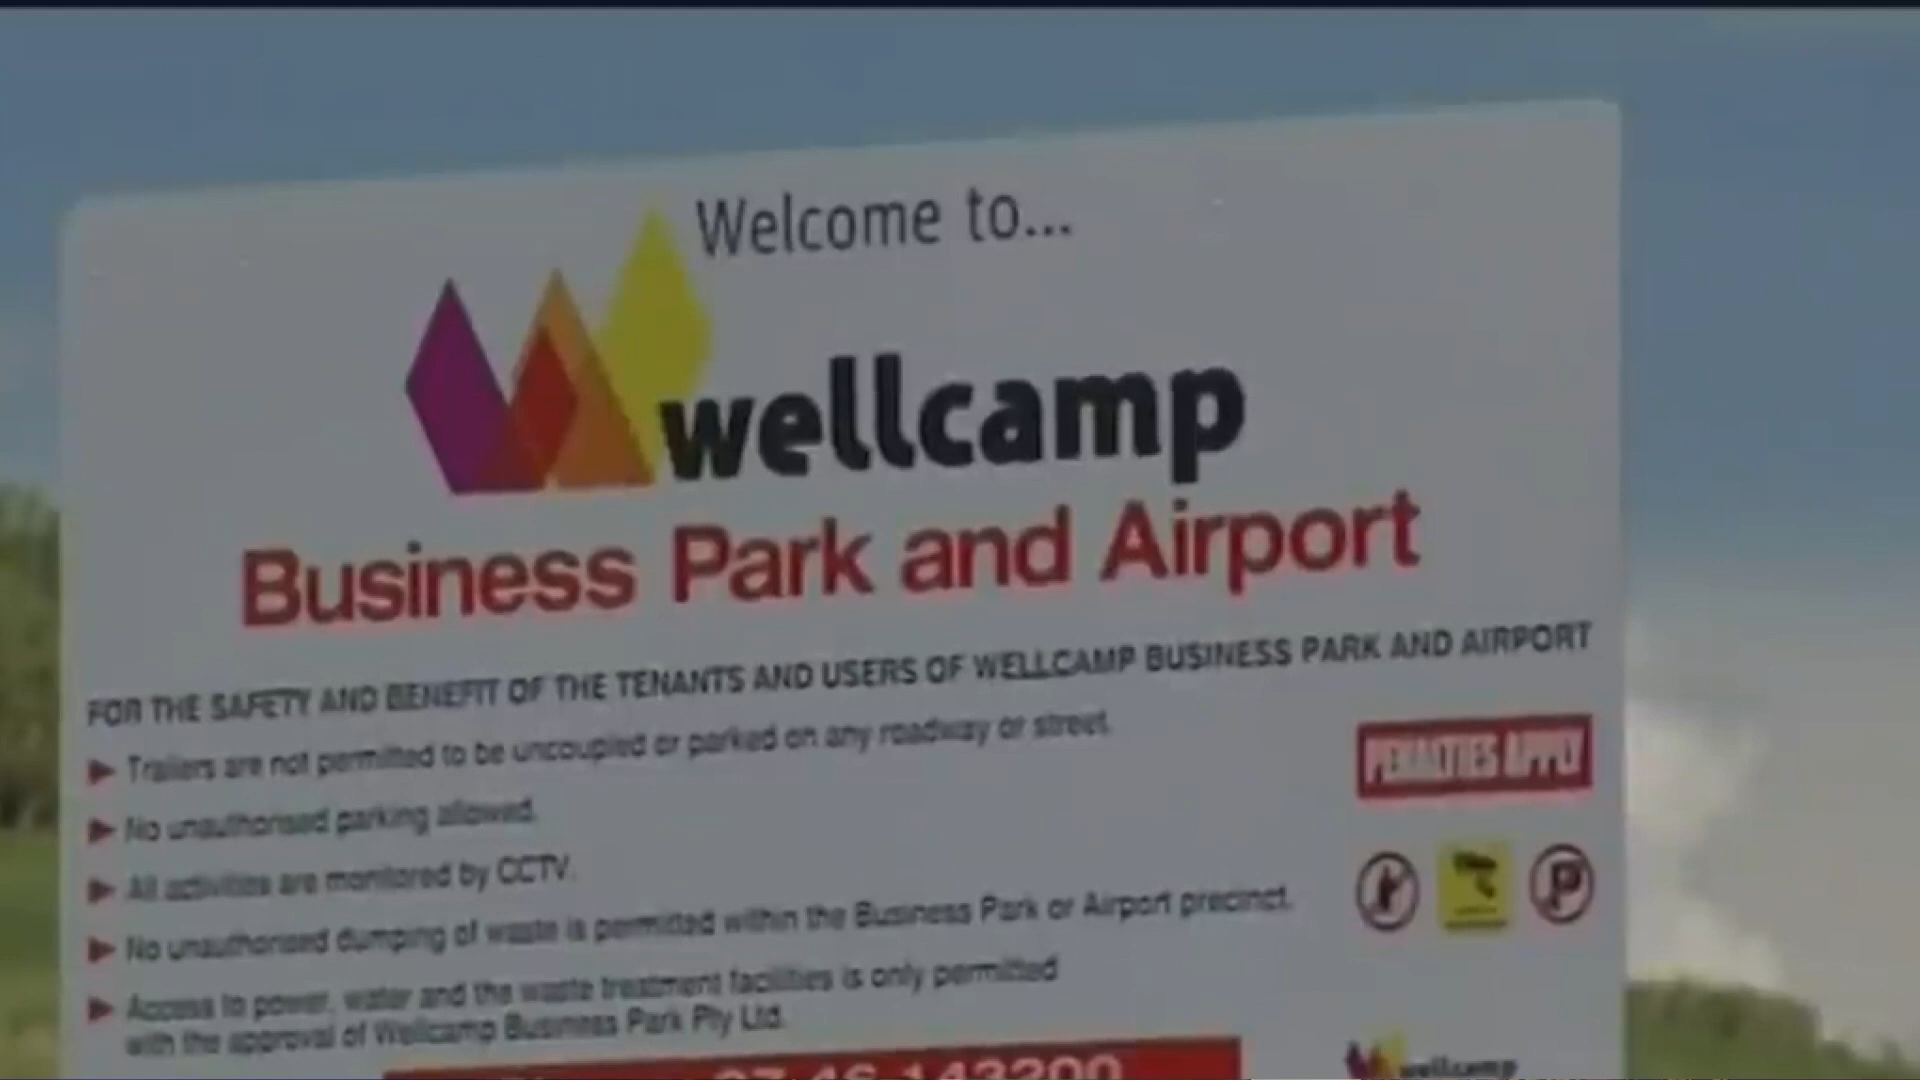 Welcome to...
wellcamp
Business Park and Airport
FOR THE SAFETY AND BENEFIT OF THE TENANTS AND USERS OF WELLCAMP BUSINESS PARK AND AIRPORT
Trailers are not permitted to be uncoupled or parked on any roadway or street.
PENALTIES APPLY
No unauthorised parking allowed.
All activities are monitored by CCTV.
No unauthorised dumping of waste is permitted within the Business Park or Airport precinct.
Access to power, water and the waste treatment facilities is only permitted
with the approval of Wellcamp Business Park Pty Ltd.
07 46 143200
wellcamp